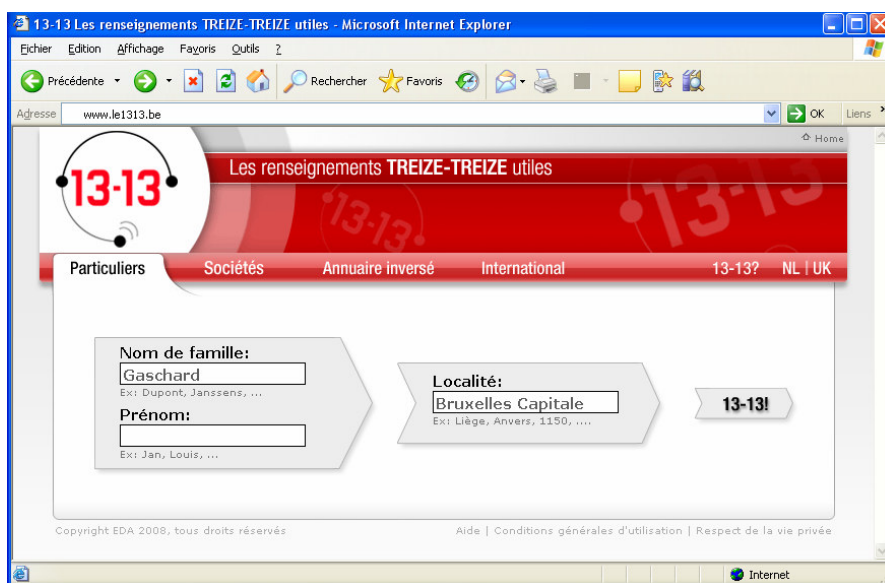 13-13 Les renseignements TREIZE-TREIZE utiles - Microsoft Internet Explorer
Fichier Edition Affichage Favoris Outils ?
Précédente Rechercher Favoris
Adresse www.le1313.be OK Liens
Home
13-13 Les renseignements TREIZE-TREIZE utiles
13-13
13-13
Particuliers Sociétés Annuaire inversé International 13-13? NL | UK
Nom de famille:
Gaschard
Ex: Dupont, Janssens, ...
Prénom:
Ex: Jan, Louis, ...
Localité:
Bruxelles Capitale
Ex: Liège, Anvers, 1150, ....
13-13!
Copyright EDA 2008, tous droits réservés Aide | Conditions générales d'utilisation | Respect de la vie privée
Internet